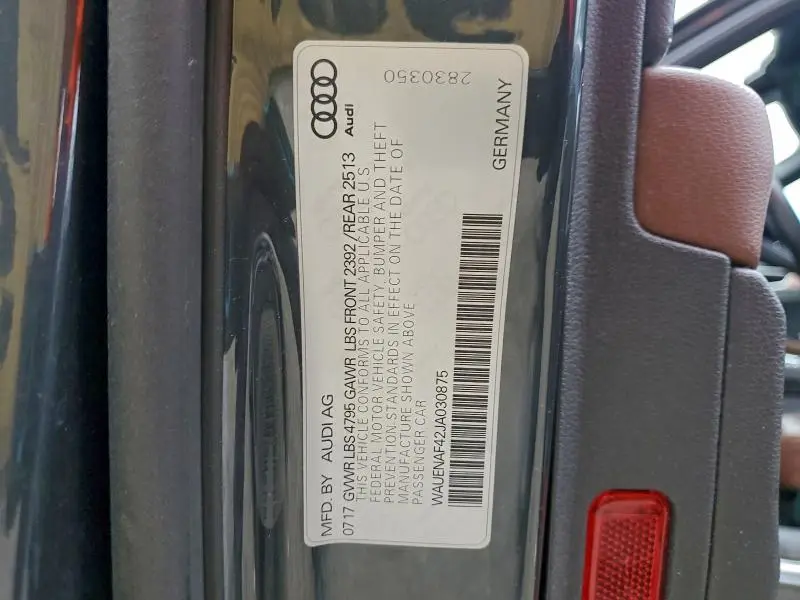 2830350
Audi
MFD. BY AUDI AG
GERMANY
0717 GVWR LBS 4795 GAWR LBS FRONT 2392 / REAR 2513
THIS VEHICLE CONFORMS TO ALL APPLICABLE U.S
FEDERAL MOTOR VEHICLE SAFETY, BUMPER AND THEFT
PREVENTION STANDARDS IN EFFECT ON THE DATE OF
MANUFACTURE SHOWN ABOVE
PASSENGER CAR
WAUENAF42JA030875